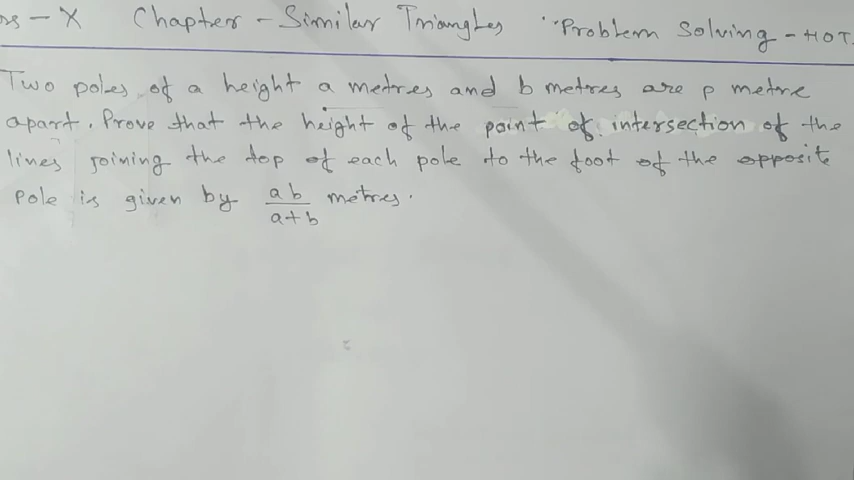 - X Chapter - Similar Triangles "Problem Solving - HOT
Two poles of a height a metres and b metres are p metre
apart. Prove that the height of the point of intersection of the
lines joining the top of each pole to the foot of the opposite
pole is given by ab/a+b metres.